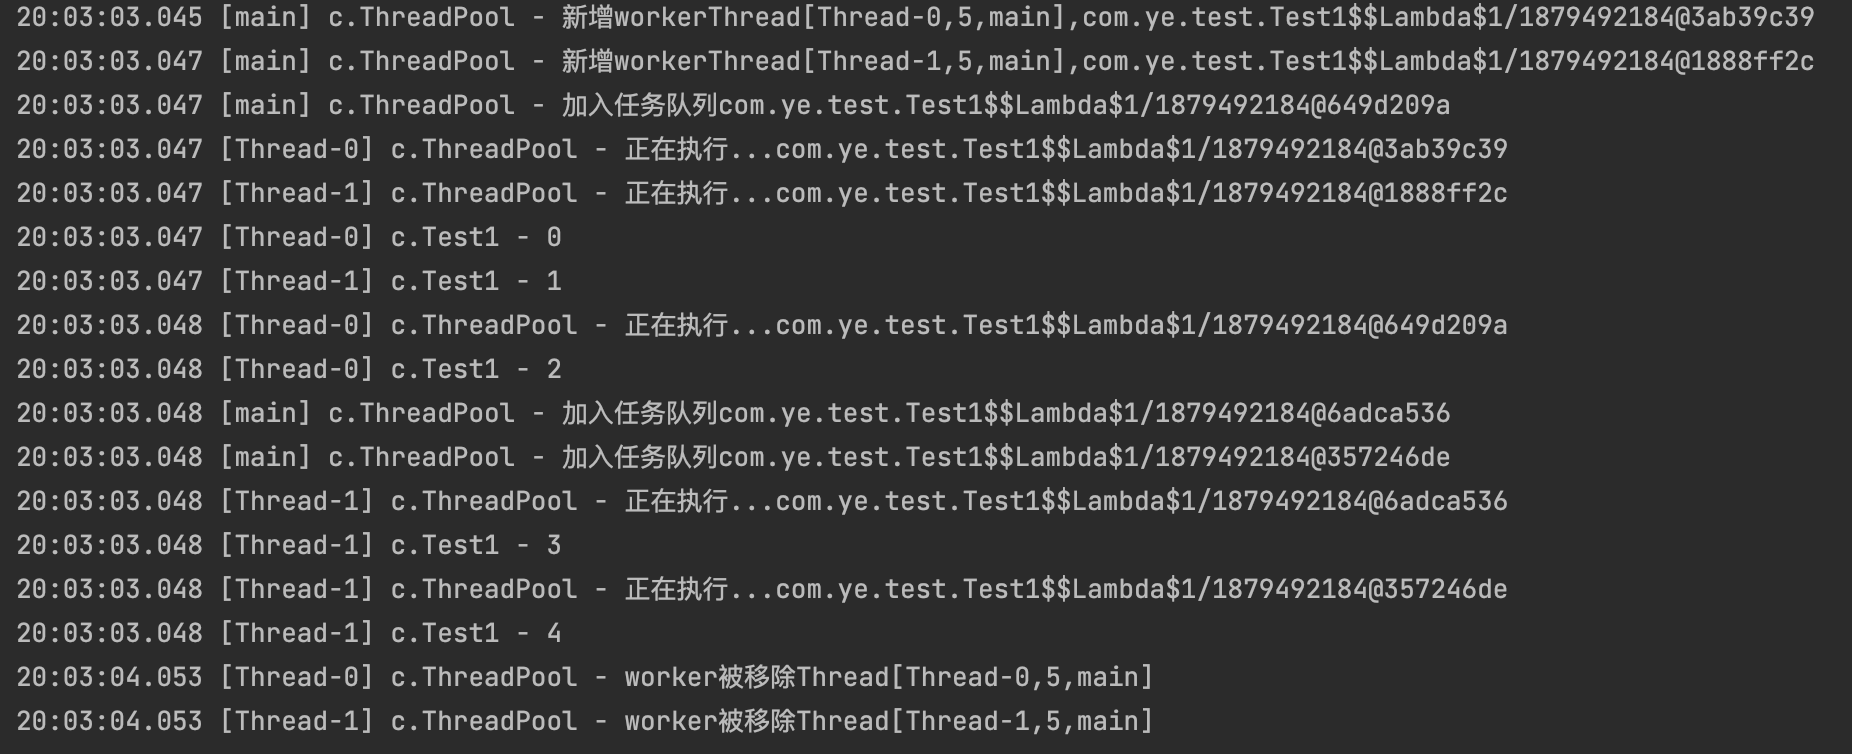 20:03:03.045 [main] c.ThreadPool - 新增workerThread[Thread-0,5,main],com.ye.test.Test1$$Lambda$1/1879492184@3ab39c39
20:03:03.047 [main] c.ThreadPool - 新增workerThread[Thread-1,5,main],com.ye.test.Test1$$Lambda$1/1879492184@1888ff2c
20:03:03.047 [main] c.ThreadPool - 加入任务队列com.ye.test.Test1$$Lambda$1/1879492184@649d209a
20:03:03.047 [Thread-0] c.ThreadPool - 正在执行...com.ye.test.Test1$$Lambda$1/1879492184@3ab39c39
20:03:03.047 [Thread-1] c.ThreadPool - 正在执行...com.ye.test.Test1$$Lambda$1/1879492184@1888ff2c
20:03:03.047 [Thread-0] c.Test1 - 0
20:03:03.047 [Thread-1] c.Test1 - 1
20:03:03.048 [Thread-0] c.ThreadPool - 正在执行...com.ye.test.Test1$$Lambda$1/1879492184@649d209a
20:03:03.048 [Thread-0] c.Test1 - 2
20:03:03.048 [main] c.ThreadPool - 加入任务队列com.ye.test.Test1$$Lambda$1/1879492184@6adca536
20:03:03.048 [main] c.ThreadPool - 加入任务队列com.ye.test.Test1$$Lambda$1/1879492184@357246de
20:03:03.048 [Thread-1] c.ThreadPool - 正在执行...com.ye.test.Test1$$Lambda$1/1879492184@6adca536
20:03:03.048 [Thread-1] c.Test1 - 3
20:03:03.048 [Thread-1] c.ThreadPool - 正在执行...com.ye.test.Test1$$Lambda$1/1879492184@357246de
20:03:03.048 [Thread-1] c.Test1 - 4
20:03:04.053 [Thread-0] c.ThreadPool - worker被移除Thread[Thread-0,5,main]
20:03:04.053 [Thread-1] c.ThreadPool - worker被移除Thread[Thread-1,5,main]